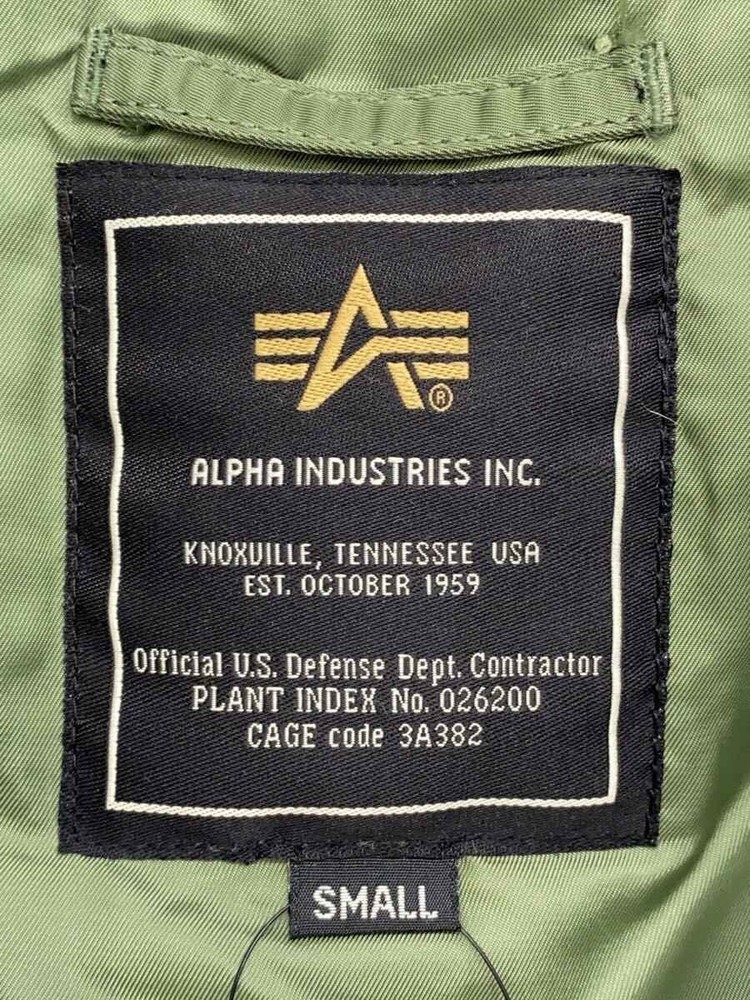 ®
ALPHA INDUSTRIES INC.
KNOXVILLE, TENNESSEE USA
EST. OCTOBER 1959
Official U.S. Defense Dept. Contractor
PLANT INDEX No. 026200
CAGE code 3A382
SMALL